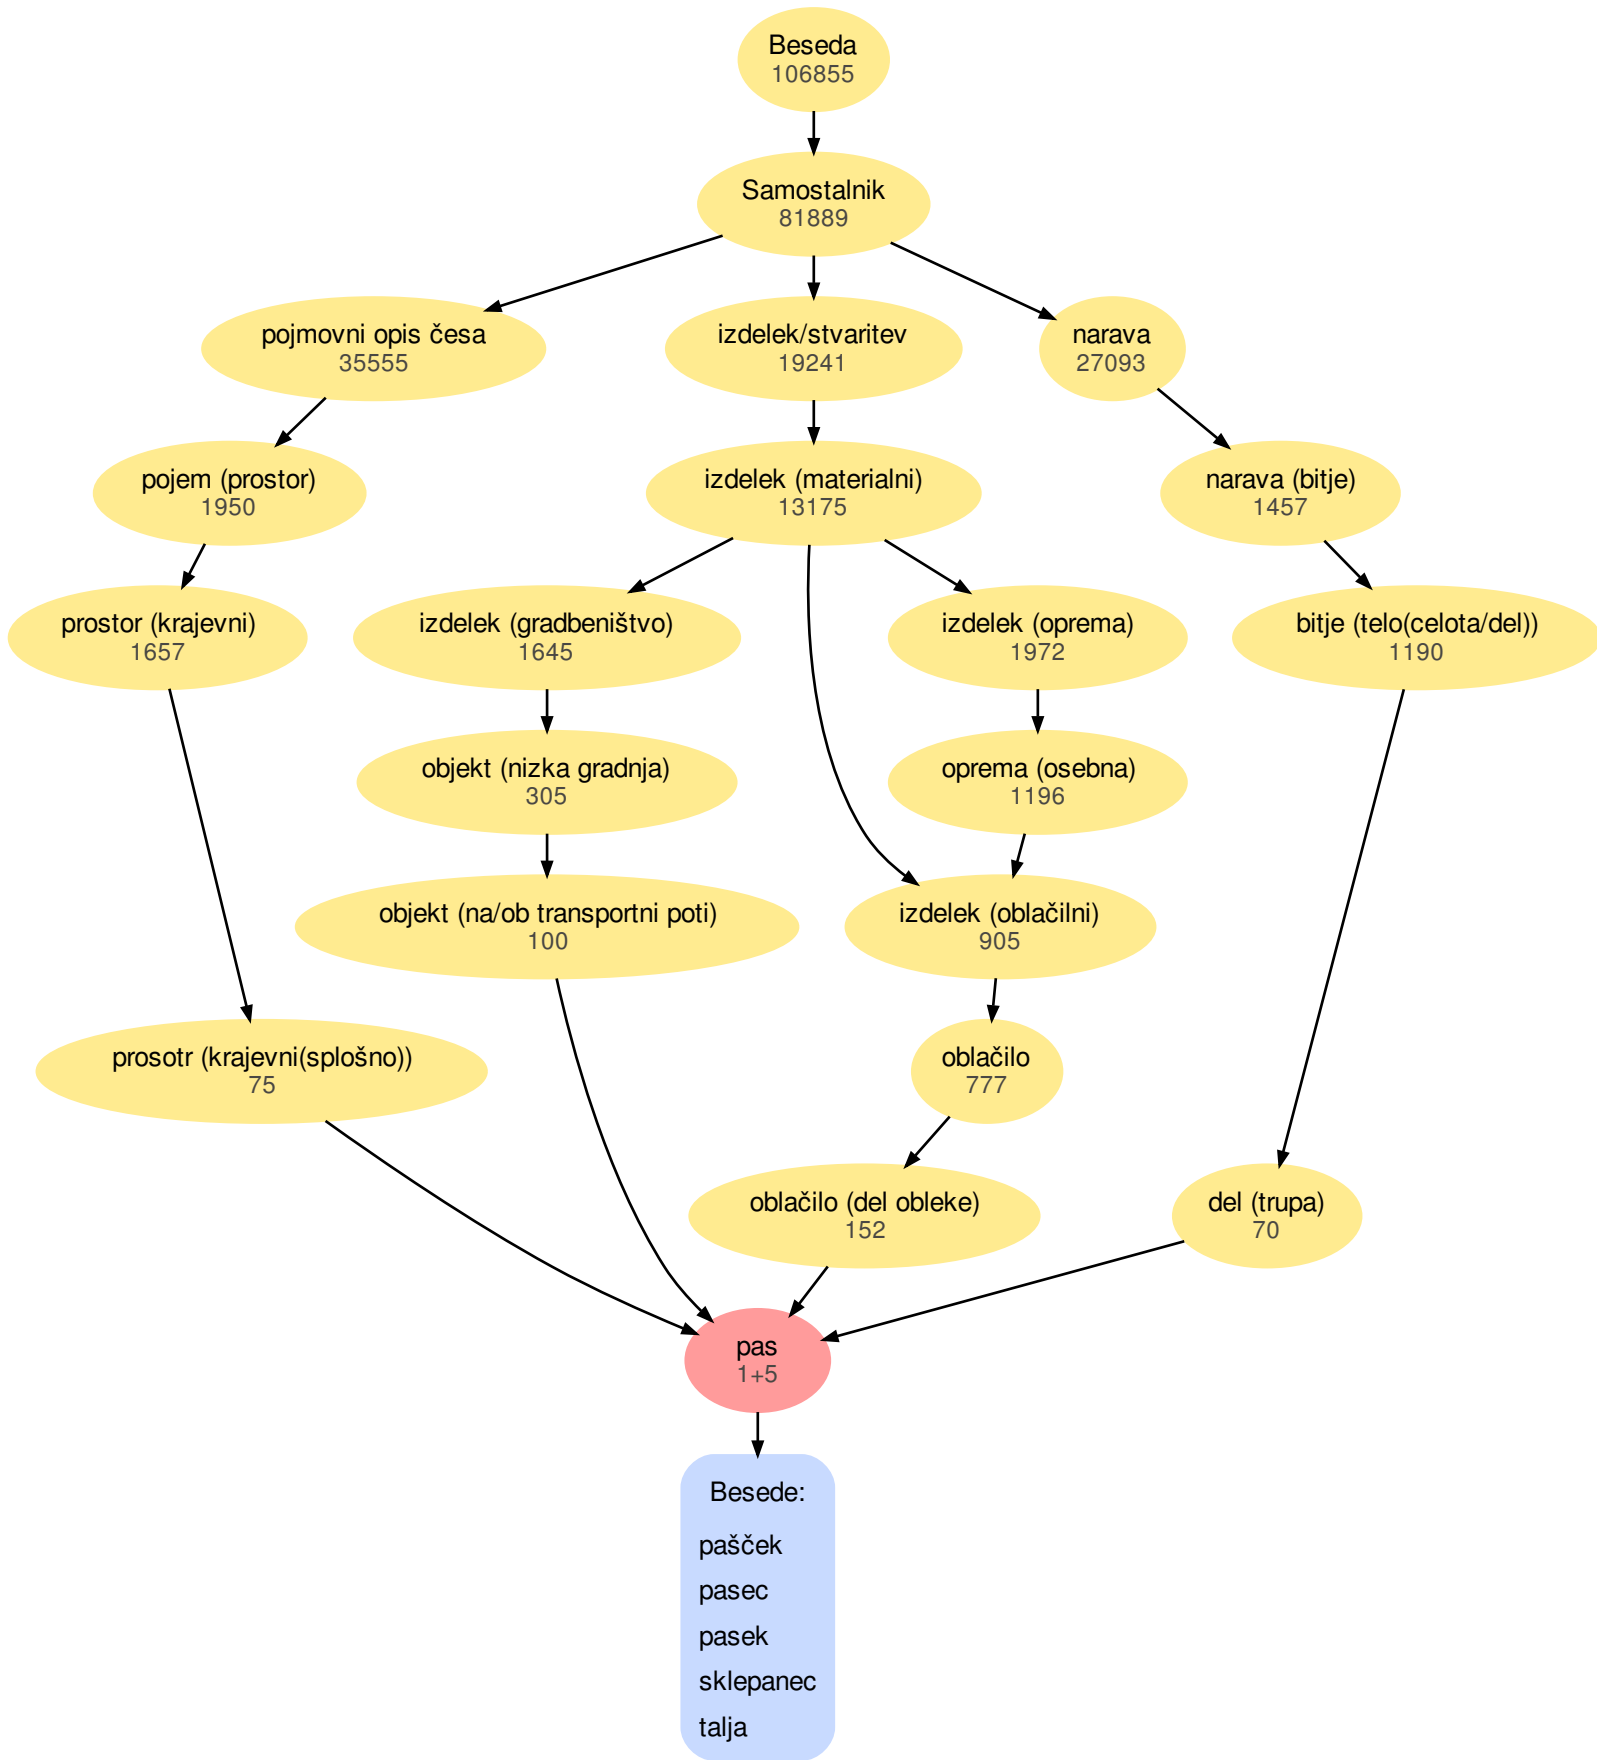 Beseda
106855
Samostalnik
81889
pojmovni opis česa
35555
izdelek/stvaritev
19241
narava
27093
pojem (prostor)
1950
izdelek (materialni)
13175
narava (bitje)
1457
prostor (krajevni)
1657
izdelek (gradbeništvo)
1645
izdelek (oprema)
1972
bitje (telo(celota/del))
1190
objekt (nizka gradnja)
305
oprema (osebna)
1196
objekt (na/ob transportni poti)
100
izdelek (oblačilni)
905
prosotr (krajevni(splošno))
75
oblačilo
777
oblačilo (del obleke)
152
del (trupa)
70
pas
1+5
Besede:
pašček
pasec
pasek
sklepanec
talja